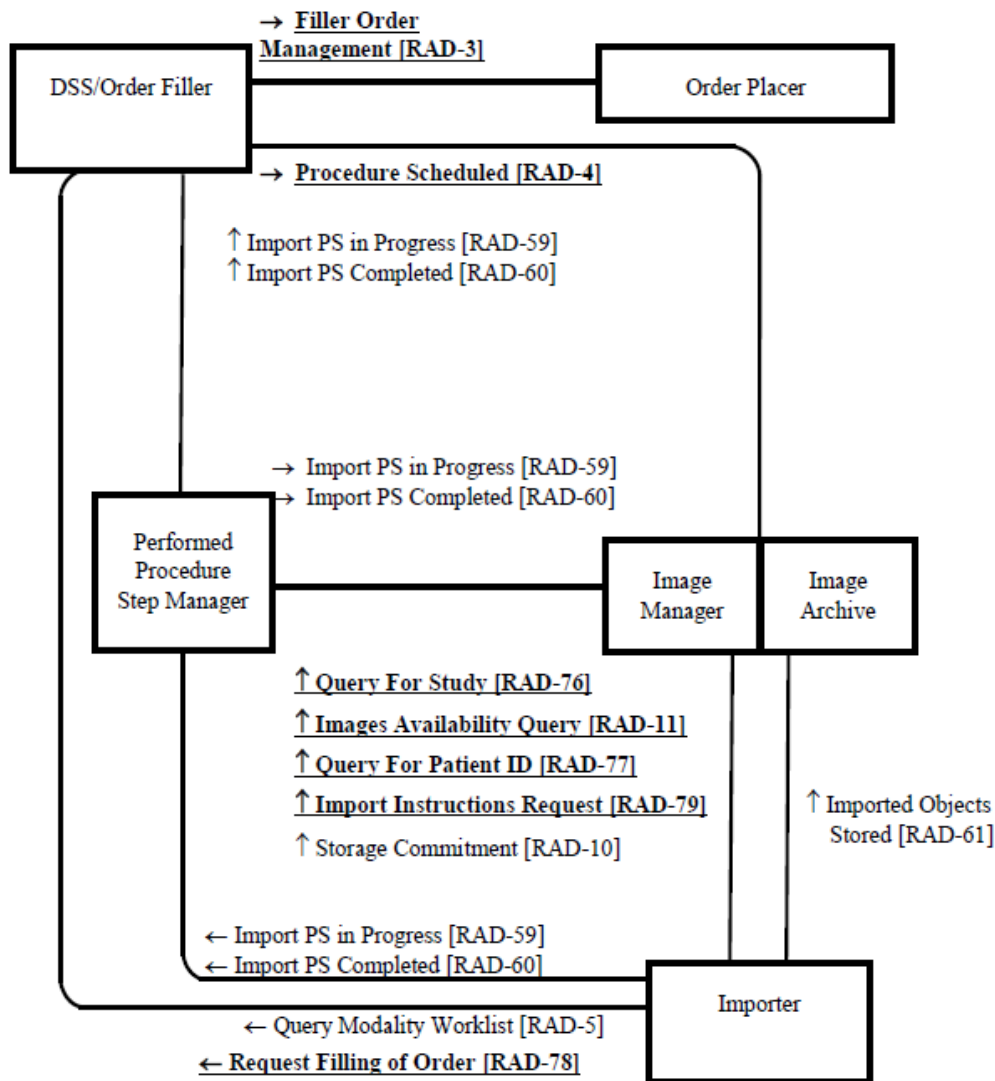 → Filler Order
Management [RAD-3]
DSS/Order Filler
Order Placer
→ Procedure Scheduled [RAD-4]
↑ Import PS in Progress [RAD-59]
↑ Import PS Completed [RAD-60]
→ Import PS in Progress [RAD-59]
→ Import PS Completed [RAD-60]
Performed
Procedure
Step Manager
Image
Manager
Image
Archive
↑ Query For Study [RAD-76]
↑ Images Availability Query [RAD-11]
↑ Query For Patient ID [RAD-77]
↑ Import Instructions Request [RAD-79]
↑ Storage Commitment [RAD-10]
↑ Imported Objects
Stored [RAD-61]
← Import PS in Progress [RAD-59]
← Import PS Completed [RAD-60]
Importer
← Query Modality Worklist [RAD-5]
← Request Filling of Order [RAD-78]